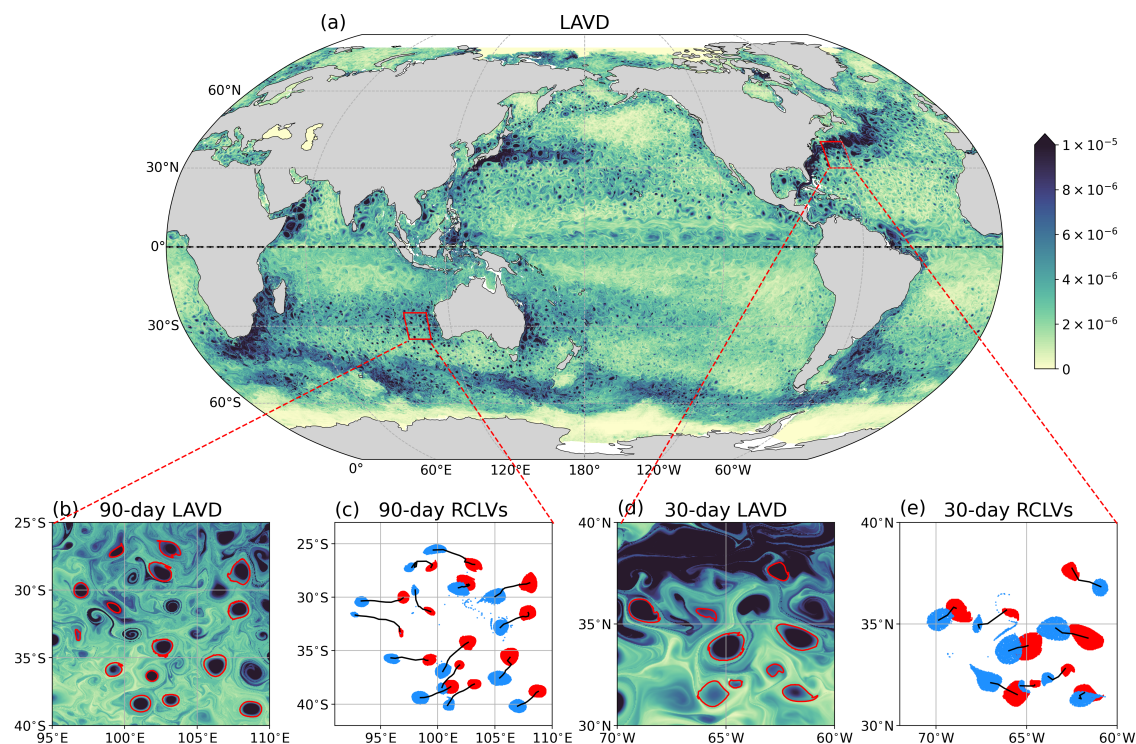 (a) LAVD
60°N
30°N
0°
30°S
60°S
0° 60°E 120°E 180° 120°W 60°W
1 × 10⁻⁵
8 × 10⁻⁶
6 × 10⁻⁶
4 × 10⁻⁶
2 × 10⁻⁶
0
(b) 90-day LAVD
25°S
30°S
35°S
40°S
95°E 100°E 105°E 110°E
(c) 90-day RCLVs
25°S
30°S
35°S
40°S
95°E 100°E 105°E 110°E
(d) 30-day LAVD
40°N
35°N
30°N
70°W 65°W 60°W
(e) 30-day RCLVs
40°N
35°N
30°N
70°W 65°W 60°W